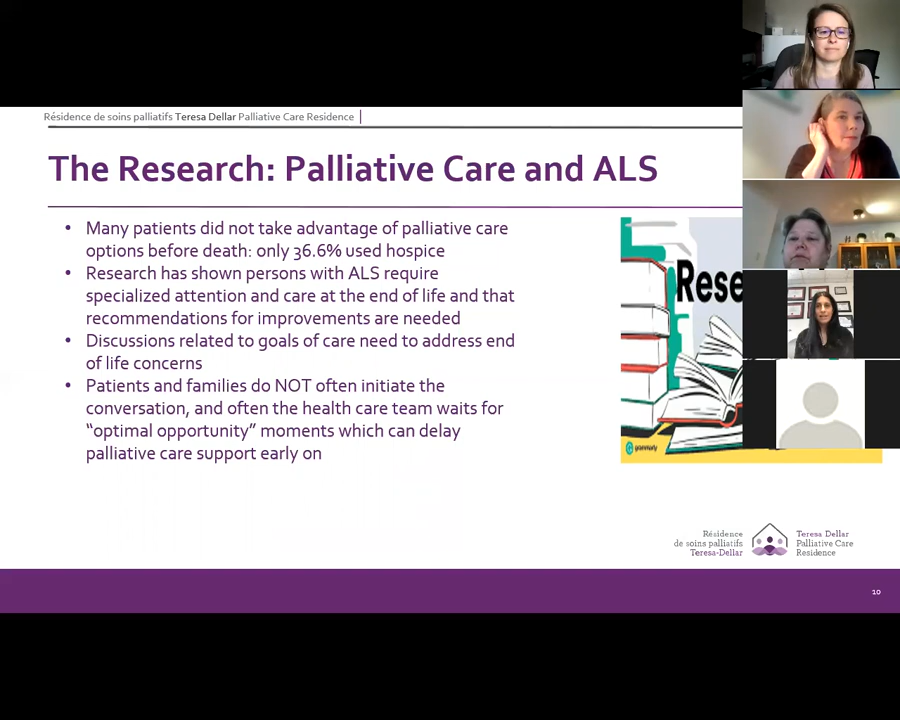 Résidence de soins palliatifs Teresa Dellar Palliative Care Residence
The Research: Palliative Care and ALS
• Many patients did not take advantage of palliative care
options before death: only 36.6% used hospice
• Research has shown persons with ALS require
specialized attention and care at the end of life and that
recommendations for improvements are needed
• Discussions related to goals of care need to address end
of life concerns
• Patients and families do NOT often initiate the
conversation, and often the health care team waits for
“optimal opportunity” moments which can delay
palliative care support early on
Rese
grammarly
Résidence
de soins palliatifs
Teresa-Dellar
Teresa Dellar
Palliative Care
Residence
10